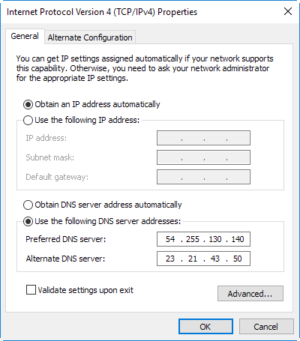 Internet Protocol Version 4 (TCP/IPv4) Properties
General Alternate Configuration
You can get IP settings assigned automatically if your network supports
this capability. Otherwise, you need to ask your network administrator
for the appropriate IP settings.
Obtain an IP address automatically
Use the following IP address:
IP address: . . .
Subnet mask: . . .
Default gateway: . . .
Obtain DNS server address automatically
Use the following DNS server addresses:
Preferred DNS server: 54 . 255 . 130 . 140
Alternate DNS server: 23 . 21 . 43 . 50
Validate settings upon exit
Advanced...
OK Cancel